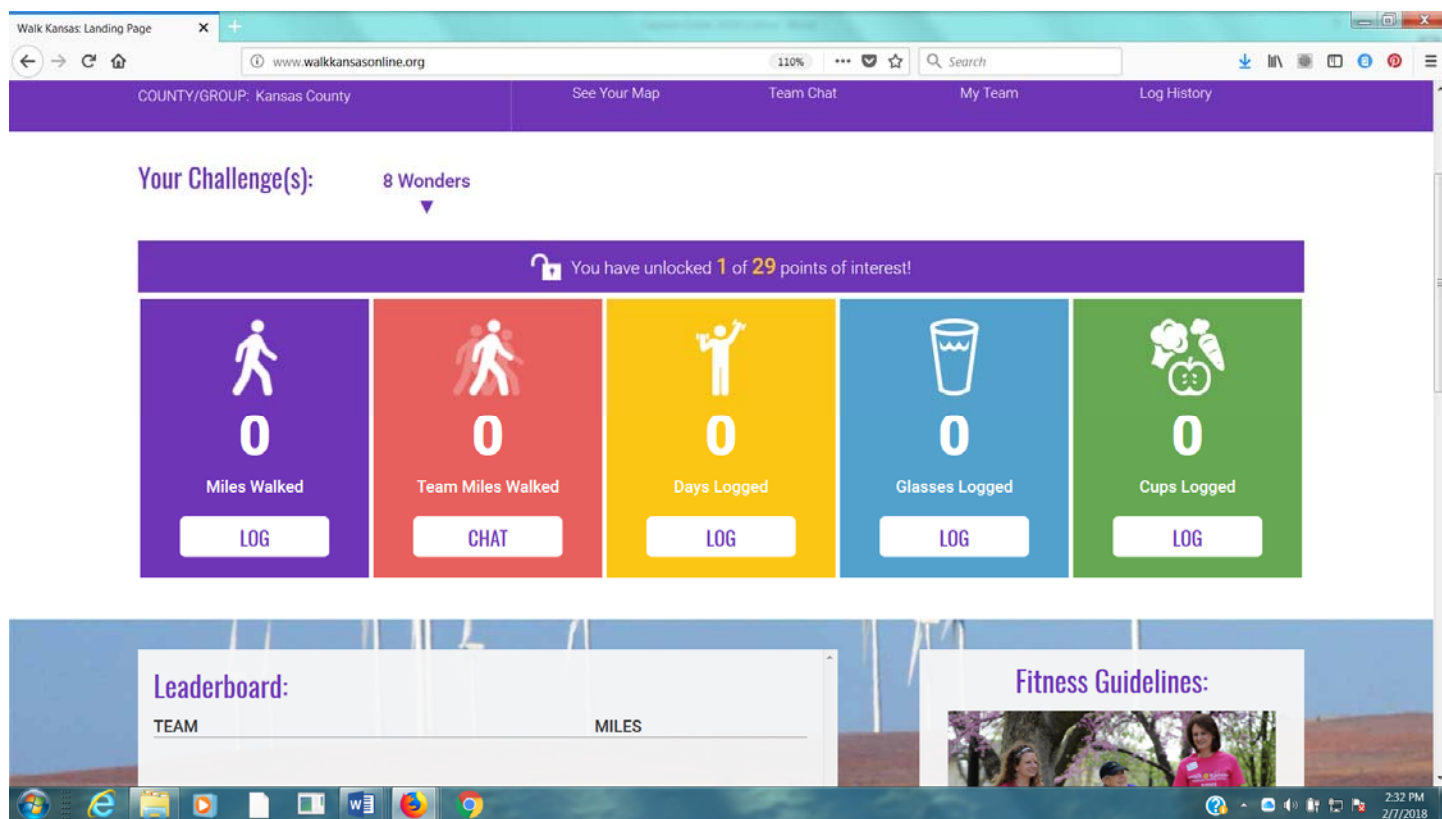 Walk Kansas: Landing Page
www.walkkansasonline.org
110%
Search
COUNTY/GROUP: Kansas County
See Your Map
Team Chat
My Team
Log History
Your Challenge(s):
8 Wonders
You have unlocked 1 of 29 points of interest!
0
Miles Walked
LOG
0
Team Miles Walked
CHAT
0
Days Logged
LOG
0
Glasses Logged
LOG
0
Cups Logged
LOG
Leaderboard:
TEAM MILES
Fitness Guidelines:
2:32 PM
2/7/2018